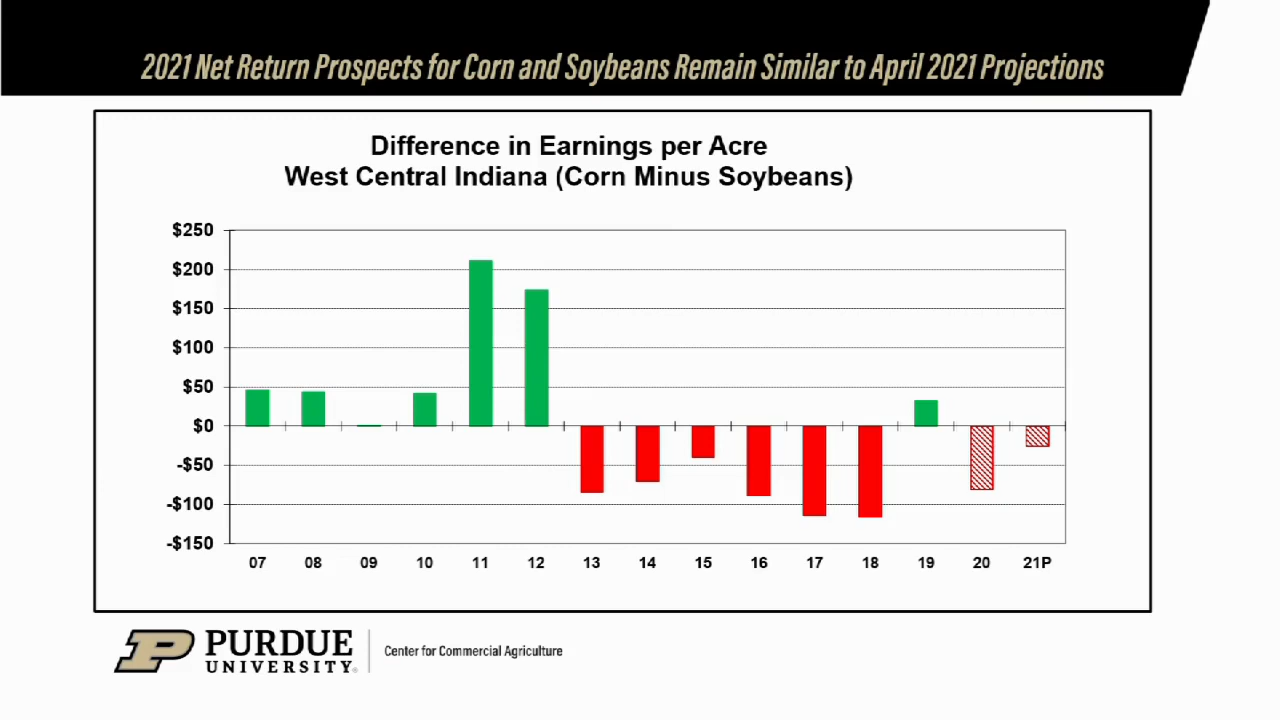 2021 Net Return Prospects for Corn and Soybeans Remain Similar to April 2021 Projections
Difference in Earnings per Acre
West Central Indiana (Corn Minus Soybeans)
$250
$200
$150
$100
$50
$0
-$50
-$100
-$150
07 08 09 10 11 12 13 14 15 16 17 18 19 20 21P
P PURDUE
UNIVERSITY®
Center for Commercial Agriculture